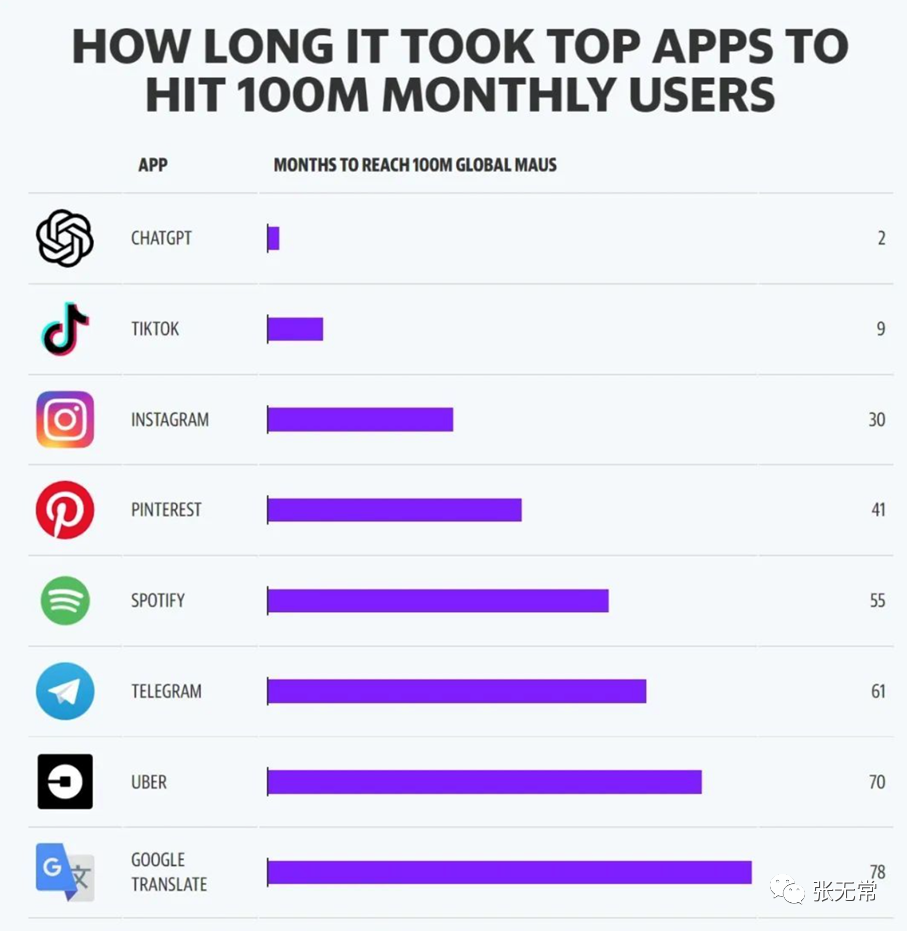 HOW LONG IT TOOK TOP APPS TO
HIT 100M MONTHLY USERS
APP MONTHS TO REACH 100M GLOBAL MAUS
CHATGPT 2
TIKTOK 9
INSTAGRAM 30
PINTEREST 41
SPOTIFY 55
TELEGRAM 61
UBER 70
G 文
GOOGLE
TRANSLATE 78
张无常